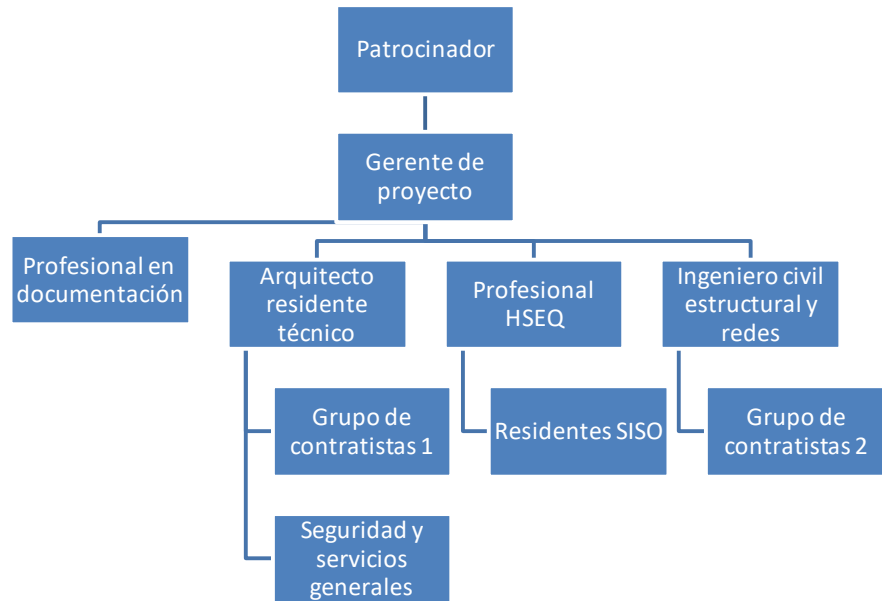 Patrocinador
Gerente de
proyecto
Profesional en
documentación
Arquitecto
residente
técnico
Profesional
HSEQ
Ingeniero civil
estructural y
redes
Grupo de
contratistas 1
Residentes SISO
Grupo de
contratistas 2
Seguridad y
servicios
generales